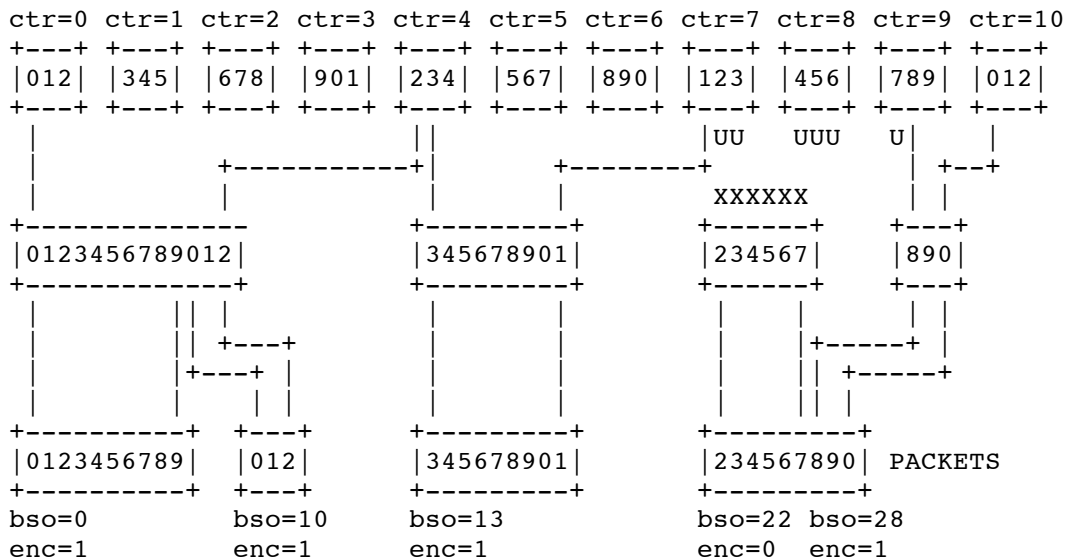 ctr=0 ctr=1 ctr=2 ctr=3 ctr=4 ctr=5 ctr=6 ctr=7 ctr=8 ctr=9 ctr=10
+---+ +---+ +---+ +---+ +---+ +---+ +---+ +---+ +---+ +---+ +---+
|012| |345| |678| |901| |234| |567| |890| |123| |456| |789| |012|
+---+ +---+ +---+ +---+ +---+ +---+ +---+ +---+ +---+ +---+ +---+
 |                       ||                |UU   UUU   U|    |
 |           +-----------+|       +--------+            | +--+
 |           |            |       |         XXXXXX      | |
+--------------          +---------+       +------+    +---+
|0123456789012|          |345678901|       |234567|    |890|
+-------------+          +---------+       +------+    +---+
 |        || |            |       |         |    |      | |
 |        || +---+        |       |         |    |+-----+ |
 |        |+---+ |        |       |         |    || +-----+
 |        |    | |        |       |         |    || |
+----------+  +---+      +---------+       +---------+
|0123456789|  |012|      |345678901|       |234567890| PACKETS
+----------+  +---+      +---------+       +---------+
bso=0         bso=10     bso=13            bso=22 bso=28
enc=1         enc=1      enc=1             enc=0  enc=1